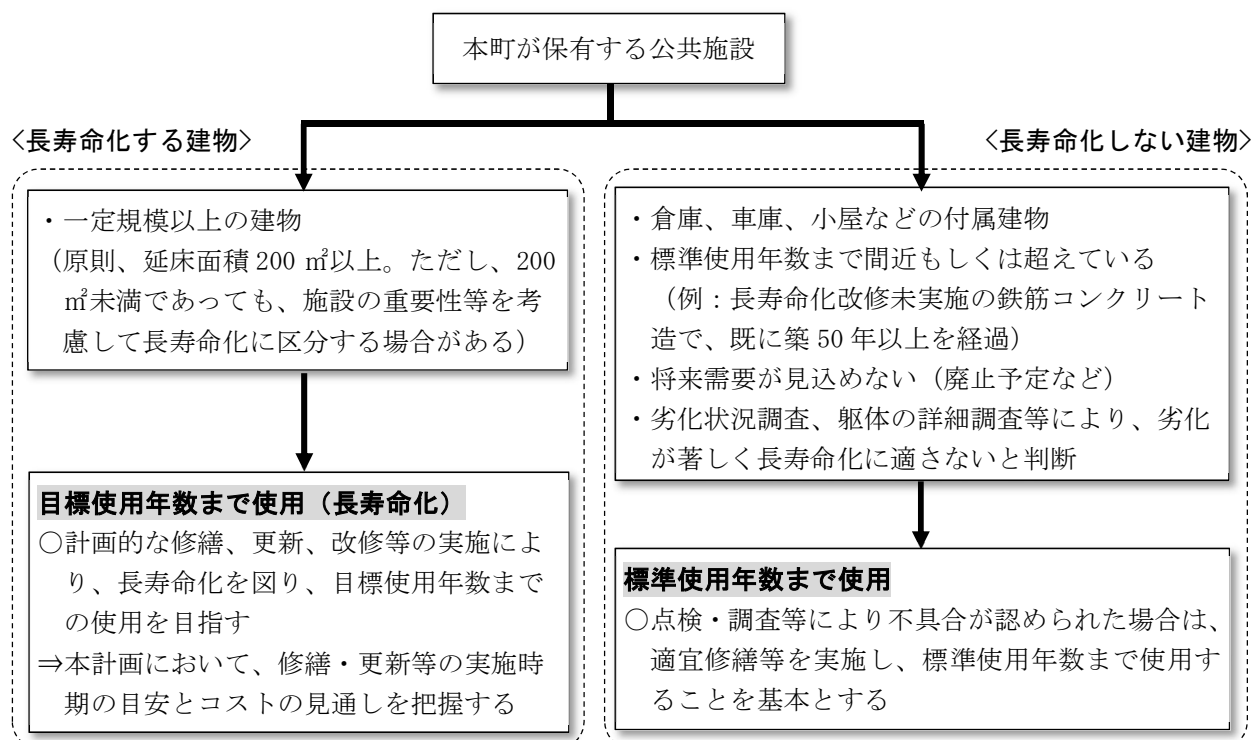 本町が保有する公共施設
<長寿命化する建物>
・一定規模以上の建物
(原則、延床面積 200 ㎡以上。ただし、200
㎡未満であっても、施設の重要性等を考
慮して長寿命化に区分する場合がある)
目標使用年数まで使用(長寿命化)
○計画的な修繕、更新、改修等の実施によ
り、長寿命化を図り、目標使用年数まで
の使用を目指す
⇒本計画において、修繕・更新等の実施時
期の目安とコストの見通しを把握する
<長寿命化しない建物>
・倉庫、車庫、小屋などの付属建物
・標準使用年数まで間近もしくは超えている
(例:長寿命化改修未実施の鉄筋コンクリート
造で、既に築 50 年以上を経過)
・将来需要が見込めない(廃止予定など)
・劣化状況調査、躯体の詳細調査等により、劣化
が著しく長寿命化に適さないと判断
標準使用年数まで使用
○点検・調査等により不具合が認められた場合は、
適宜修繕等を実施し、標準使用年数まで使用す
ることを基本とする